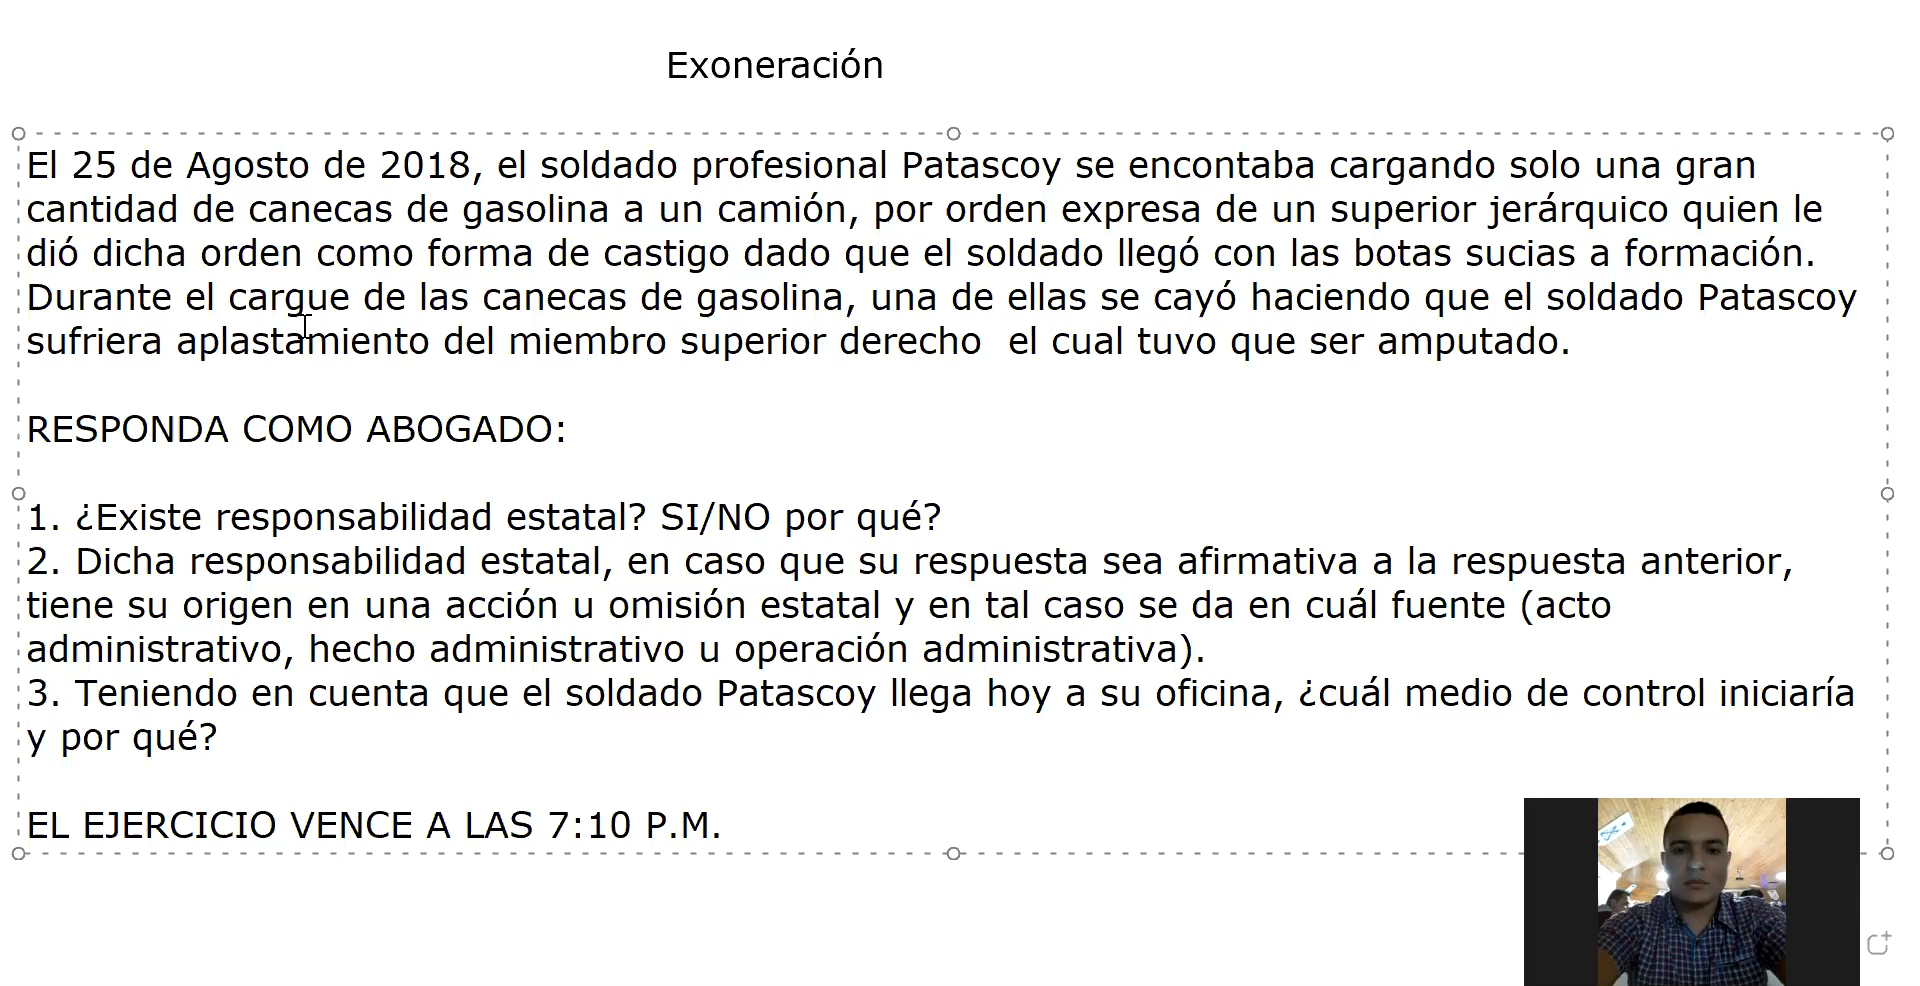 Exoneración
El 25 de Agosto de 2018, el soldado profesional Patascoy se encontaba cargando solo una gran
cantidad de canecas de gasolina a un camión, por orden expresa de un superior jerárquico quien le
dió dicha orden como forma de castigo dado que el soldado llegó con las botas sucias a formación.
Durante el cargue de las canecas de gasolina, una de ellas se cayó haciendo que el soldado Patascoy
sufriera aplastamiento del miembro superior derecho  el cual tuvo que ser amputado.
RESPONDA COMO ABOGADO:
1. ¿Existe responsabilidad estatal? SI/NO por qué?
2. Dicha responsabilidad estatal, en caso que su respuesta sea afirmativa a la respuesta anterior,
tiene su origen en una acción u omisión estatal y en tal caso se da en cuál fuente (acto
administrativo, hecho administrativo u operación administrativa).
3. Teniendo en cuenta que el soldado Patascoy llega hoy a su oficina, ¿cuál medio de control iniciaría
y por qué?
EL EJERCICIO VENCE A LAS 7:10 P.M.